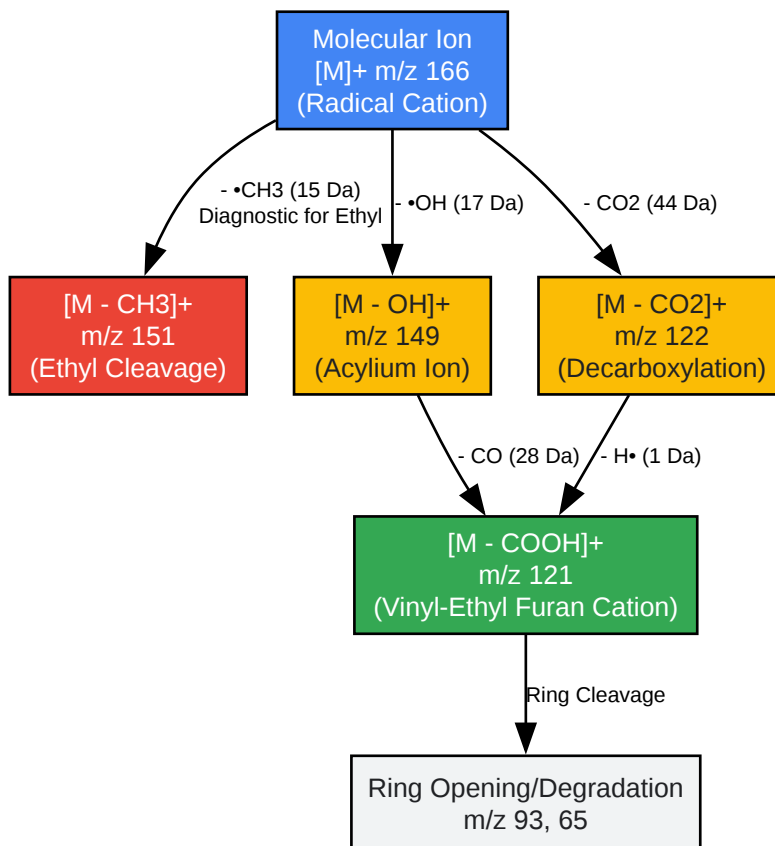 Molecular Ion
[M]+ m/z 166
(Radical Cation)
- •CH3 (15 Da)
Diagnostic for Ethyl
- •OH (17 Da)
- CO2 (44 Da)
[M - CH3]+
m/z 151
(Ethyl Cleavage)
[M - OH]+
m/z 149
(Acylium Ion)
[M - CO2]+
m/z 122
(Decarboxylation)
- CO (28 Da)
- H• (1 Da)
[M - COOH]+
m/z 121
(Vinyl-Ethyl Furan Cation)
Ring Cleavage
Ring Opening/Degradation
m/z 93, 65